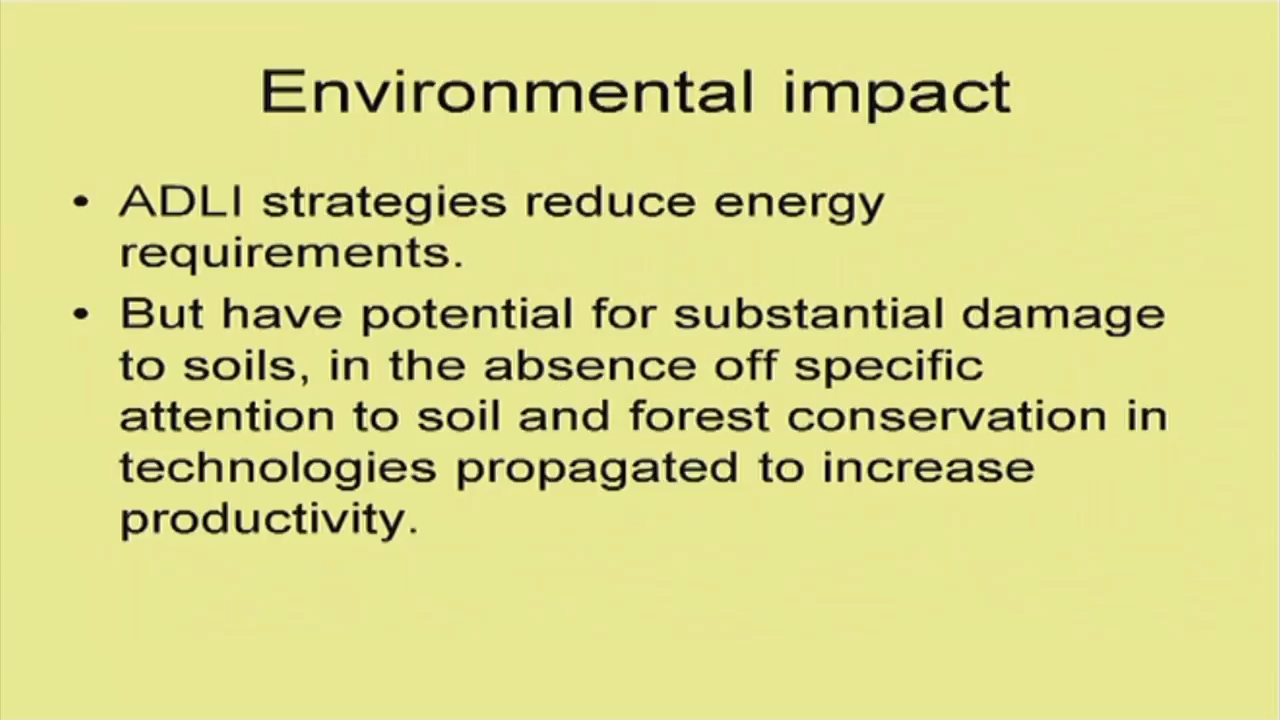 Environmental impact
• ADLI strategies reduce energy
requirements.
• But have potential for substantial damage
to soils, in the absence off specific
attention to soil and forest conservation in
technologies propagated to increase
productivity.